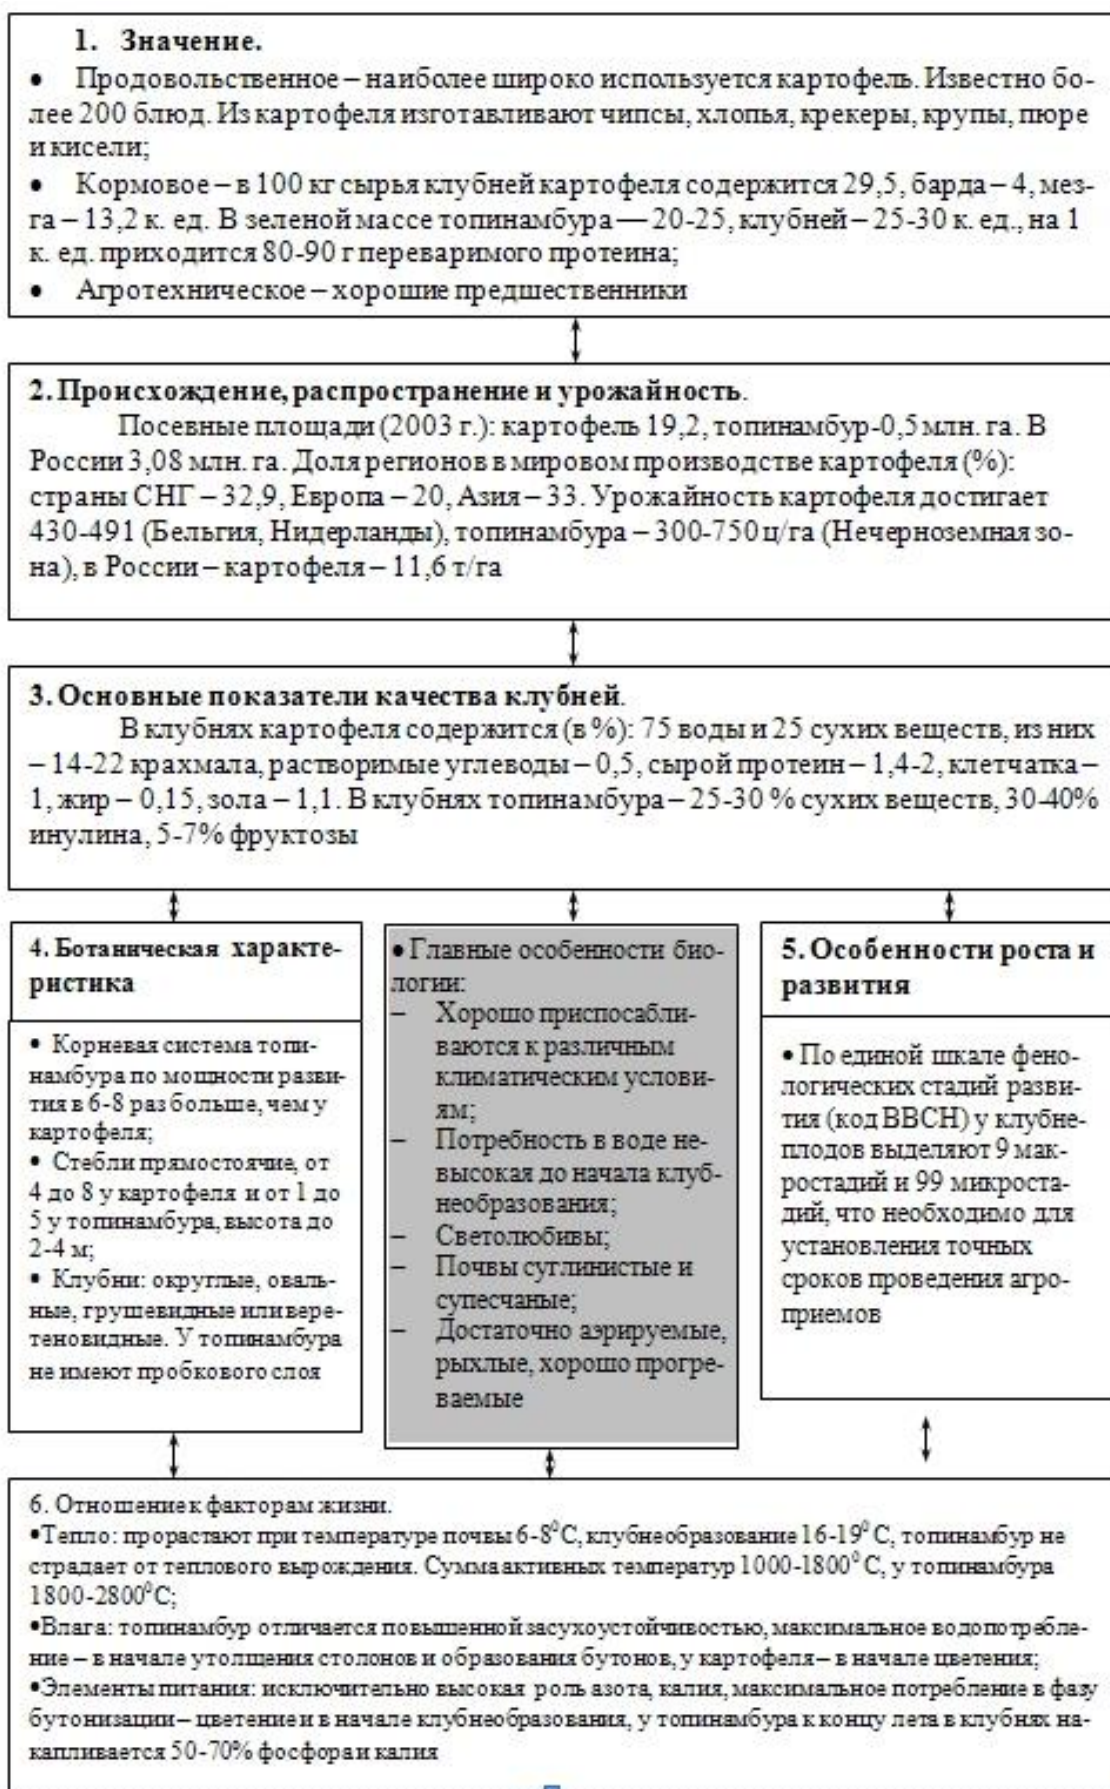 1. Значение.
• Продовольственное – наиболее широко используется картофель. Известно бо-
лее 200 блюд. Из картофеля изготавливают чипсы, хлопья, крекеры, крупы, пюре
и кисели;
• Кормовое – в 100 кг сырья клубней картофеля содержится 29,5, барда – 4, мез-
га – 13,2 к. ед. В зеленой массе топинамбура — 20-25, клубней – 25-30 к. ед., на 1
к. ед. приходится 80-90 г переваримого протеина;
• Агротехническое – хорошие предшественники
2. Происхождение, распространение и урожайность.
Посевные площади (2003 г.): картофель 19,2, топинамбур-0,5 млн. га. В
России 3,08 млн. га. Доля регионов в мировом производстве картофеля (%):
страны СНГ – 32,9, Европа – 20, Азия – 33. Урожайность картофеля достигает
430-491 (Бельгия, Нидерланды), топинамбура – 300-750 ц/га (Нечерноземная зо-
на), в России – картофеля – 11,6 т/га
3. Основные показатели качества клубней.
В клубнях картофеля содержится (в %): 75 воды и 25 сухих веществ, из них
– 14-22 крахмала, растворимые углеводы – 0,5, сырой протеин – 1,4-2, клетчатка –
1, жир – 0,15, зола – 1,1. В клубнях топинамбура – 25-30 % сухих веществ, 30-40%
инулина, 5-7% фруктозы
4. Ботаническая характе-
ристика
• Корневая система топи-
намбура по мощности разви-
тия в 6-8 раз больше, чем у
картофеля;
• Стебли прямостоячие, от
4 до 8 у картофеля и от 1 до
5 у топинамбура, высота до
2-4 м;
• Клубни: округлые, оваль-
ные, грушевидные или вере-
теновидные. У топинамбура
не имеют пробкового слоя
• Главные особенности био-
логии:
– Хорошо приспосабли-
ваются к различным
климатическим услови-
ям;
– Потребность в воде не-
высокая до начала клуб-
необразования;
– Светолюбивы;
– Почвы суглинистые и
супесчаные;
– Достаточно аэрируемые,
рыхлые, хорошо прогре-
ваемые
5. Особенности роста и
развития
• По единой шкале фено-
логических стадий разви-
тия (код ВВСН) у клубне-
плодов выделяют 9 мак-
ростадий и 99 микроста-
дий, что необходимо для
установления точных
сроков проведения агро-
приемов
6. Отношение к факторам жизни.
•Тепло: прорастают при температуре почвы 6-8⁰С, клубнеобразование 16-19⁰ С, топинамбур не
страдает от теплового вырождения. Сумма активных температур 1000-1800⁰ С, у топинамбура
1800-2800⁰С;
•Влага: топинамбур отличается повышенной засухоустойчивостью, максимальное водопотребле-
ние – в начале утолщения столонов и образования бутонов, у картофеля – в начале цветения;
•Элементы питания: исключительно высокая роль азота, калия, максимальное потребление в фазу
бутонизации – цветение и в начале клубнеобразования, у топинамбура к концу лета в клубнях на-
капливается 50-70% фосфора и калия